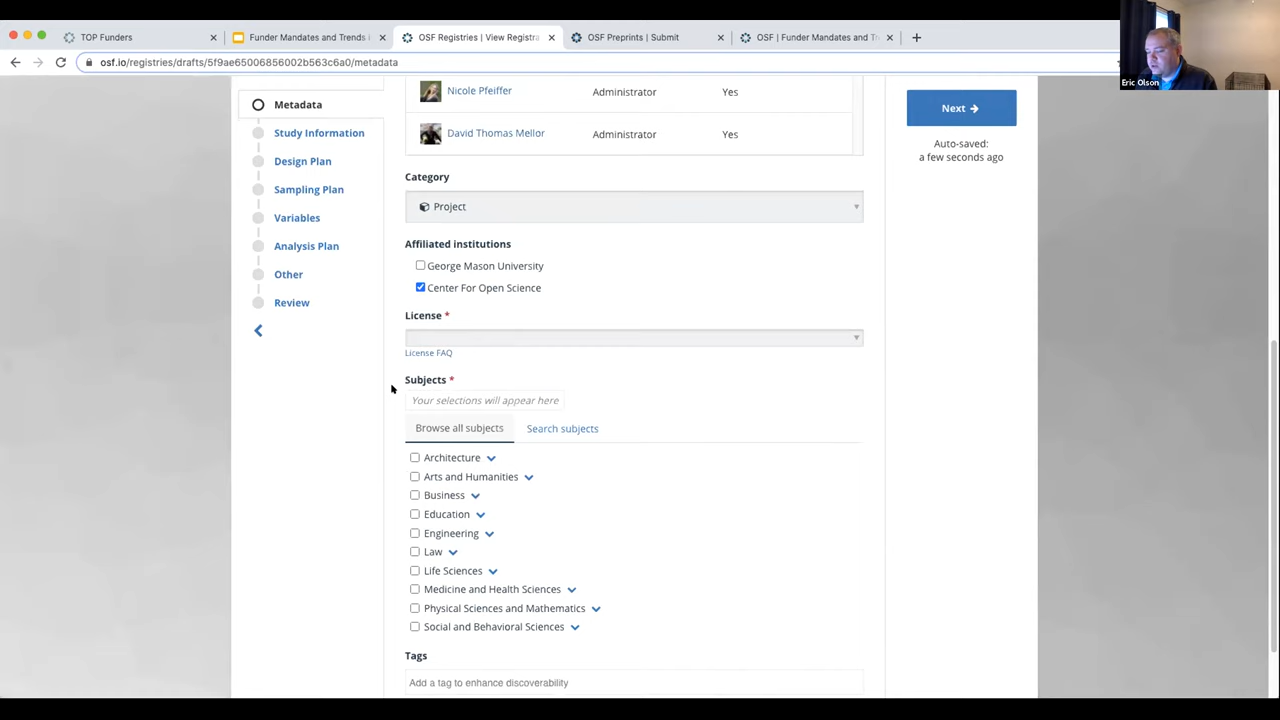 TOP Funders
Funder Mandates and Trends i
OSF Registries | View Registra
OSF Preprints | Submit
OSF | Funder Mandates and Tr
osf.io/registries/drafts/5f9ae65006856002b563c6a0/metadata
Eric Olson
Metadata
Study Information
Design Plan
Sampling Plan
Variables
Analysis Plan
Other
Review
Nicole Pfeiffer Administrator Yes
David Thomas Mellor Administrator Yes
Category
Project
Affiliated institutions
George Mason University
Center For Open Science
License *
License FAQ
Subjects *
Your selections will appear here
Browse all subjects Search subjects
Architecture
Arts and Humanities
Business
Education
Engineering
Law
Life Sciences
Medicine and Health Sciences
Physical Sciences and Mathematics
Social and Behavioral Sciences
Tags
Add a tag to enhance discoverability
Next
Auto-saved:
a few seconds ago